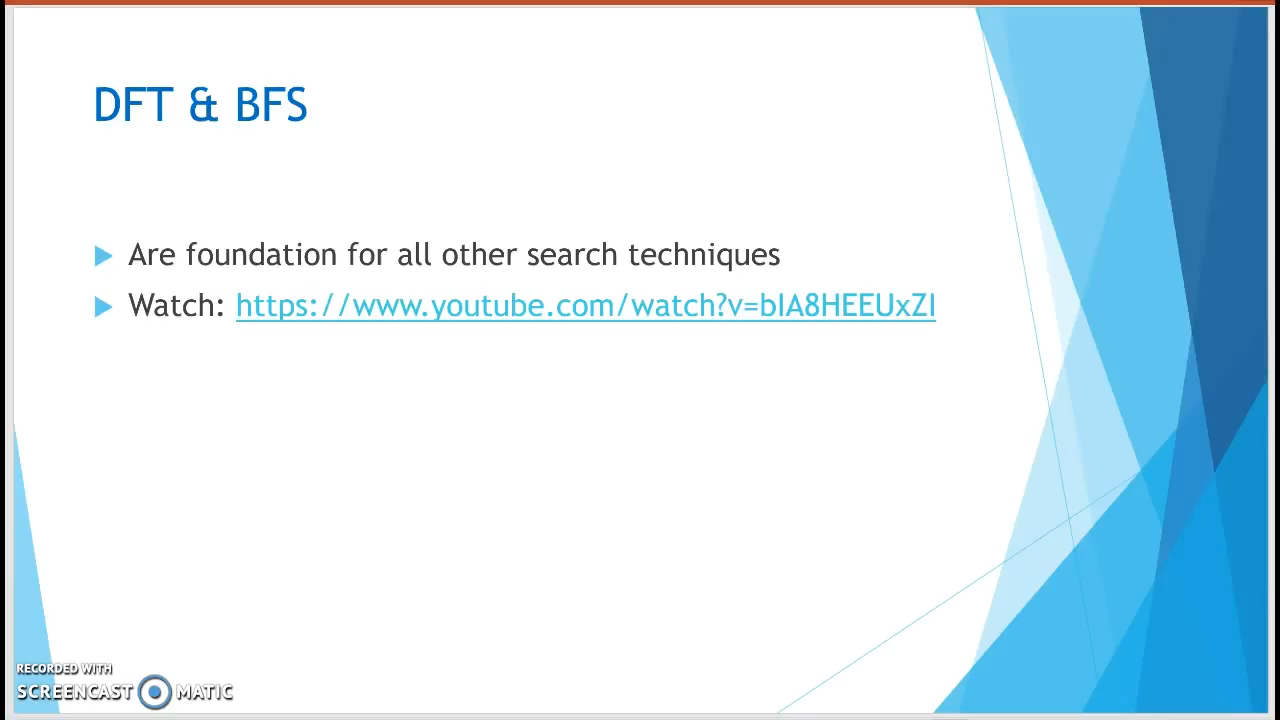 DFT & BFS
Are foundation for all other search techniques
Watch: https://www.youtube.com/watch?v=bIA8HEEUxZI
RECORDED WITH
SCREENCAST MATIC